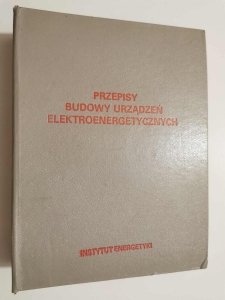 PRZEPISY
BUDOWY URZĄDZEŃ
ELEKTROENERGETYCZNYCH
INSTYTUT ENERGETYKI